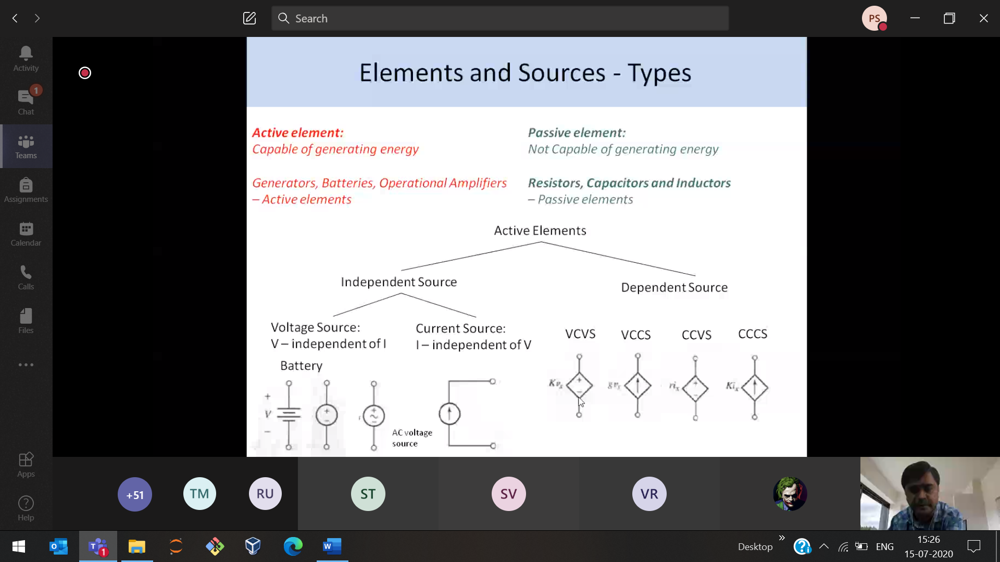 Search
PS
Activity
Chat
1
Teams
Assignments
Calendar
Calls
Files
Apps
Help
Elements and Sources - Types
Active element:
Capable of generating energy
Generators, Batteries, Operational Amplifiers
– Active elements
Passive element:
Not Capable of generating energy
Resistors, Capacitors and Inductors
– Passive elements
Active Elements
Independent Source
Dependent Source
Voltage Source:
V – independent of I
Current Source:
I – independent of V
VCVS VCCS CCVS CCCS
Battery
+
V
–
AC voltage
source
Kvx gvx rix Kix
+51 TM RU ST SV VR
Desktop
ENG
15:26
15-07-2020